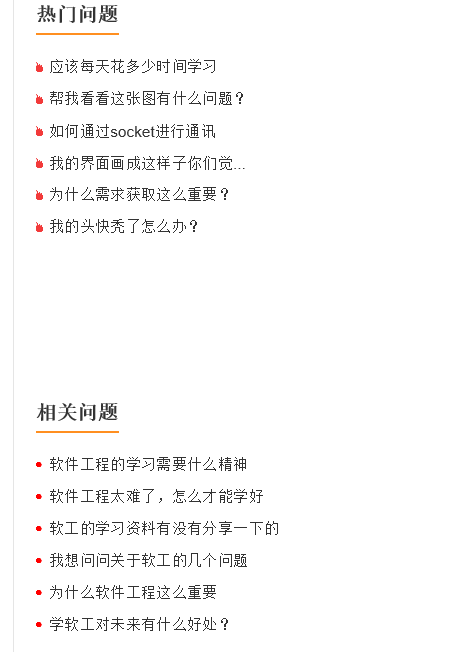 热门问题
应该每天花多少时间学习
帮我看看这张图有什么问题？
如何通过socket进行通讯
我的界面画成这样子你们觉...
为什么需求获取这么重要？
我的头快秃了怎么办？
相关问题
软件工程的学习需要什么精神
软件工程太难了，怎么才能学好
软工的学习资料有没有分享一下的
我想问问关于软工的几个问题
为什么软件工程这么重要
学软工对未来有什么好处？